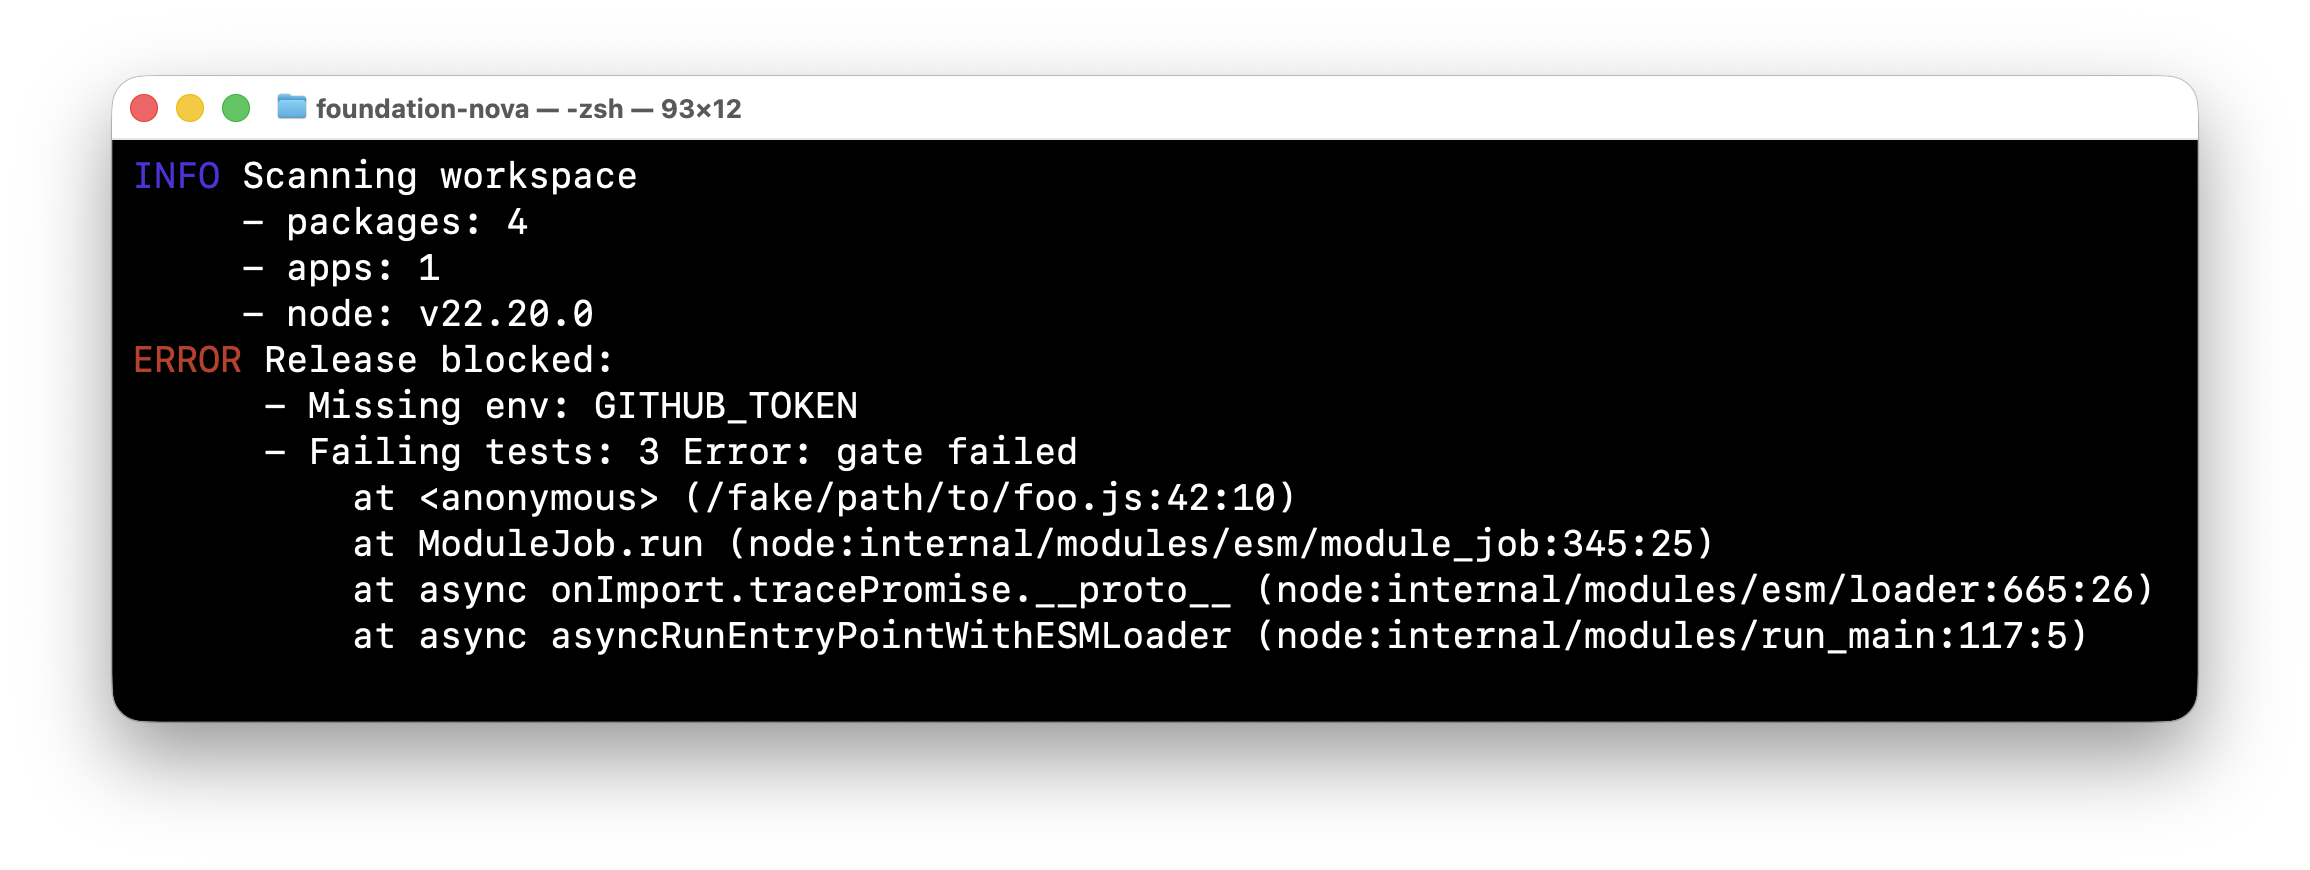 foundation-nova — -zsh — 93×12
INFO Scanning workspace
– packages: 4
– apps: 1
– node: v22.20.0
ERROR Release blocked:
– Missing env: GITHUB_TOKEN
– Failing tests: 3 Error: gate failed
at <anonymous> (/fake/path/to/foo.js:42:10)
at ModuleJob.run (node:internal/modules/esm/module_job:345:25)
at async onImport.tracePromise.__proto__ (node:internal/modules/esm/loader:665:26)
at async asyncRunEntryPointWithESMLoader (node:internal/modules/run_main:117:5)